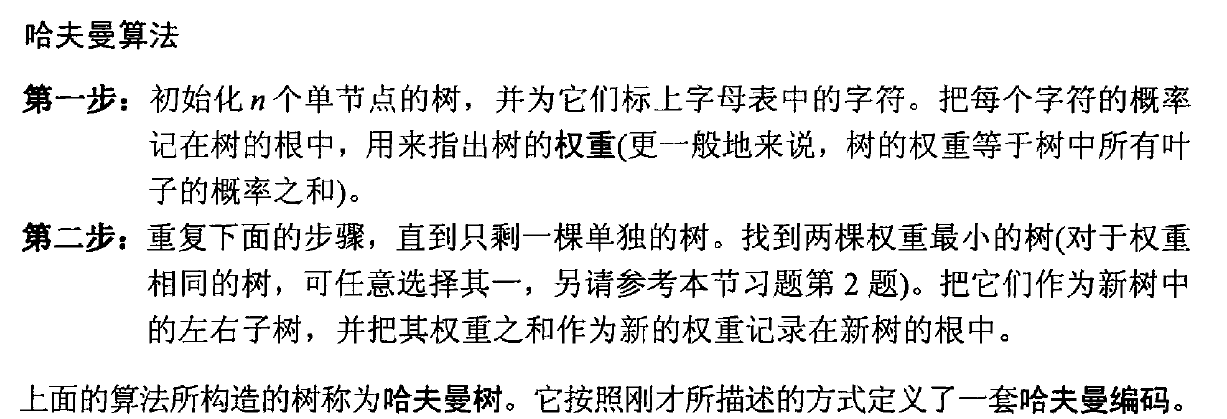 哈夫曼算法
第一步：初始化 n 个单节点的树，并为它们标上字母表中的字符。把每个字符的概率
记在树的根中，用来指出树的权重(更一般地来说，树的权重等于树中所有叶
子的概率之和)。
第二步：重复下面的步骤，直到只剩一棵单独的树。找到两棵权重最小的树(对于权重
相同的树，可任意选择其一，另请参考本节习题第 2 题)。把它们作为新树中
的左右子树，并把其权重之和作为新的权重记录在新树的根中。
上面的算法所构造的树称为哈夫曼树。它按照刚才所描述的方式定义了一套哈夫曼编码。